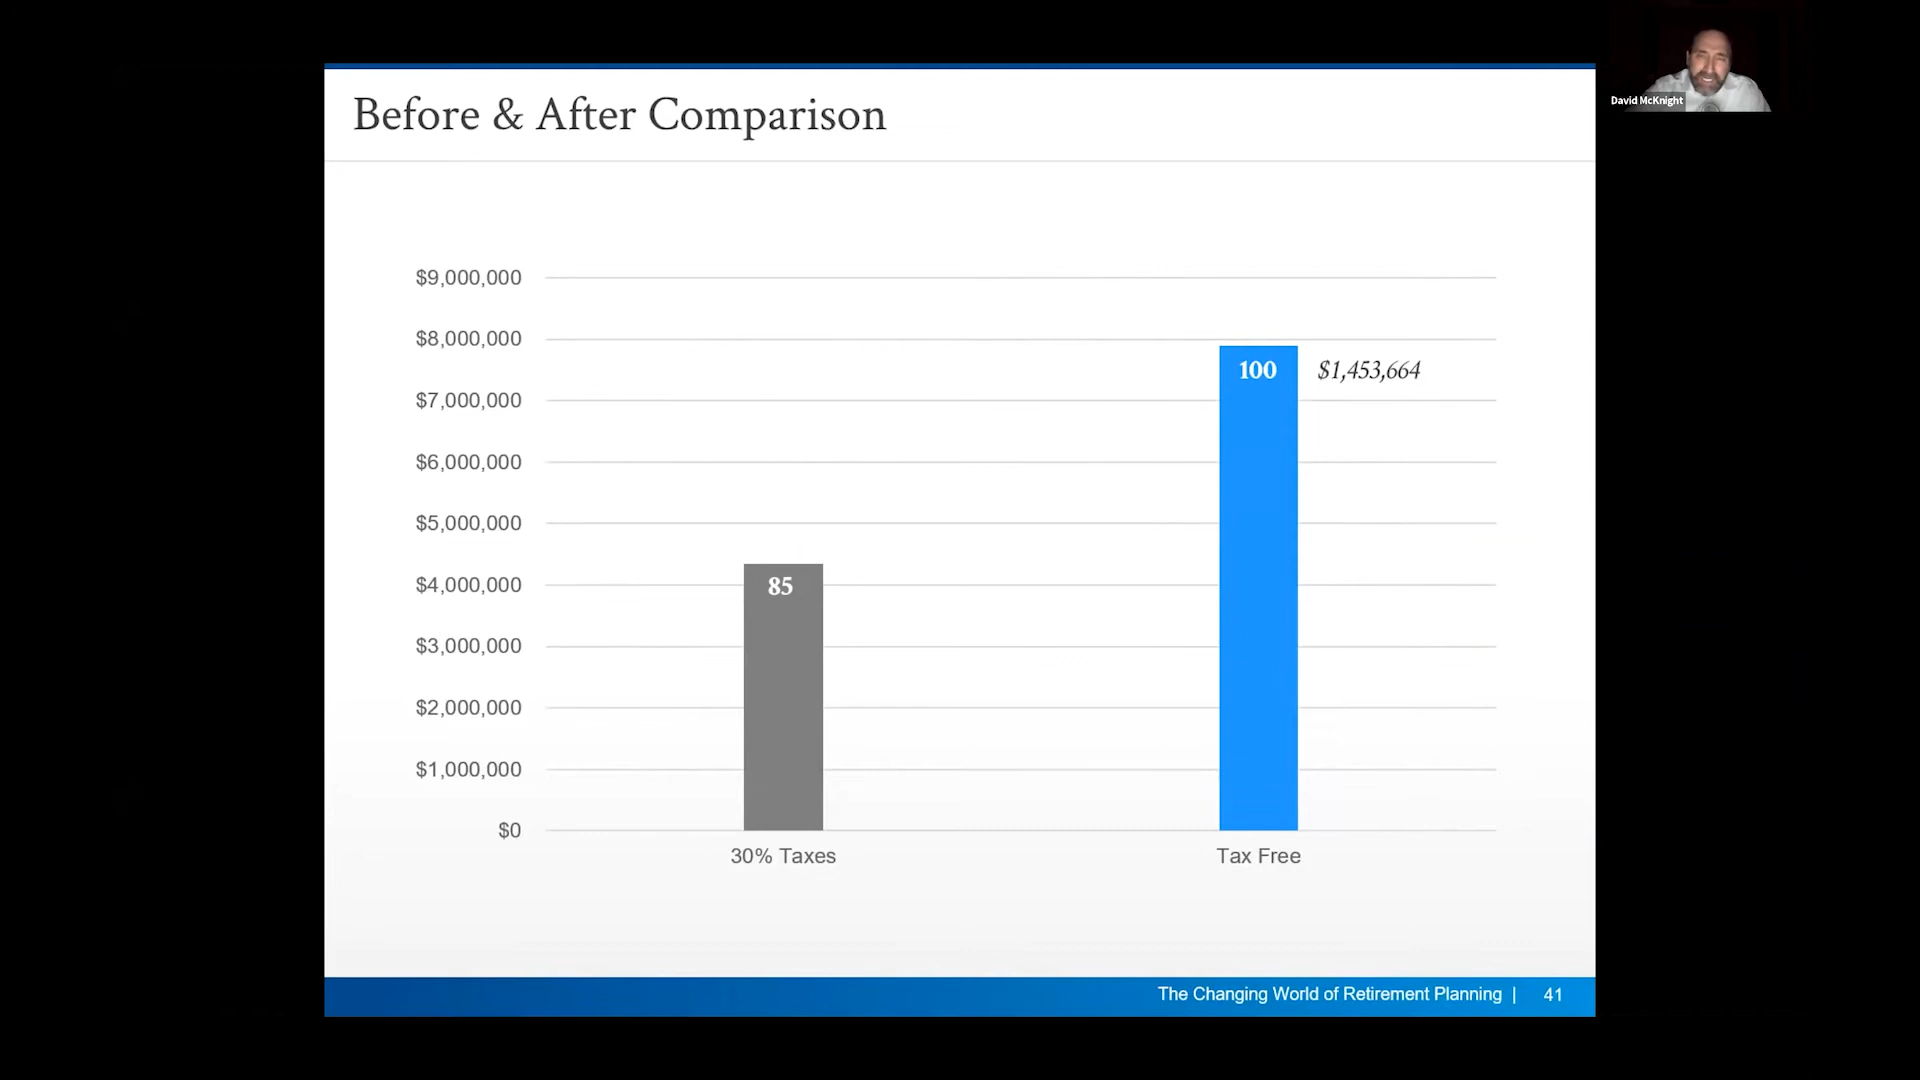 David McKnight
Before & After Comparison
$9,000,000
$8,000,000
$7,000,000
$6,000,000
$5,000,000
$4,000,000
$3,000,000
$2,000,000
$1,000,000
$0
85
100
$1,453,664
30% Taxes
Tax Free
The Changing World of Retirement Planning | 41